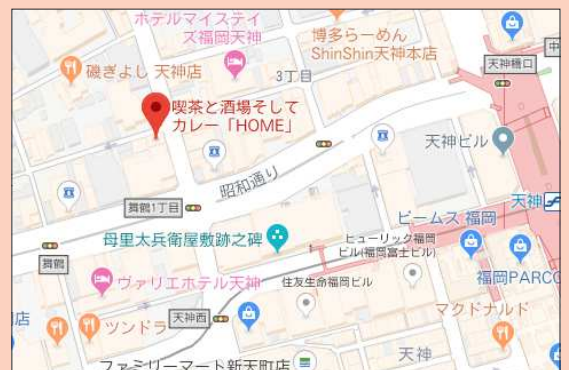 ホテルマイステイ
ズ福岡天神
博多らーめん
ShinShin天神本店
天神橋口
中
磯ぎよし 天神店
3丁目
喫茶と酒場そして
カレー「HOME」
天神ビル
昭和通り
天神
舞鶴1丁目
ビームス 福岡
母里太兵衛屋敷跡之碑
ヒューリック福岡
ビル(福岡富士ビル)
舞鶴
福岡PARCO
ヴァリエホテル天神
住友生命福岡ビル
マクドナルド
店
ツンドラ
天神西
天神
ファミリーマート新天町店